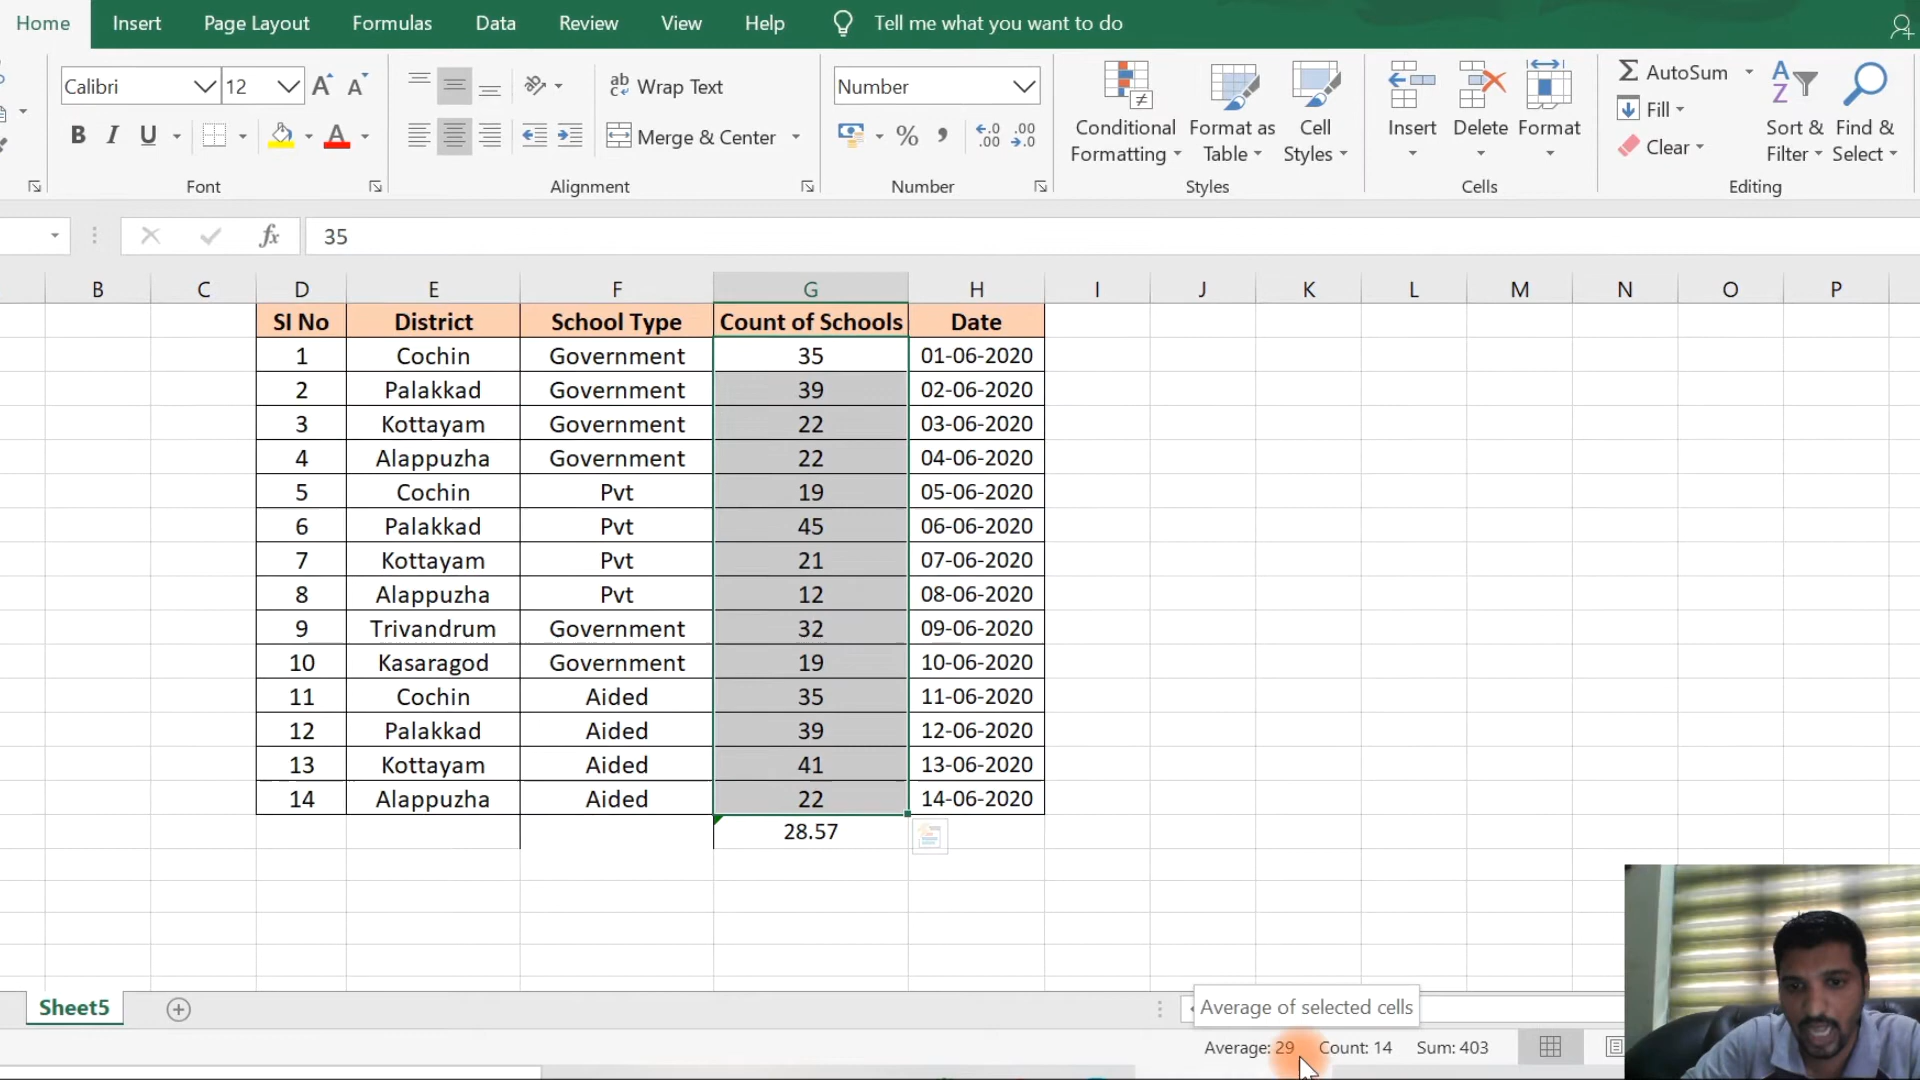 Home Insert Page Layout Formulas Data Review View Help Tell me what you want to do
Calibri 12 Wrap Text Number AutoSum
Fill
B I U Merge & Center % Conditional Formatting Format as Table Cell Styles Insert Delete Format Clear Sort & Filter Find & Select
Font Alignment Number Styles Cells Editing
fx 35
B C D E F G H I J K L M N O P
SI No District School Type Count of Schools Date
1 Cochin Government 35 01-06-2020
2 Palakkad Government 39 02-06-2020
3 Kottayam Government 22 03-06-2020
4 Alappuzha Government 22 04-06-2020
5 Cochin Pvt 19 05-06-2020
6 Palakkad Pvt 45 06-06-2020
7 Kottayam Pvt 21 07-06-2020
8 Alappuzha Pvt 12 08-06-2020
9 Trivandrum Government 32 09-06-2020
10 Kasaragod Government 19 10-06-2020
11 Cochin Aided 35 11-06-2020
12 Palakkad Aided 39 12-06-2020
13 Kottayam Aided 41 13-06-2020
14 Alappuzha Aided 22 14-06-2020
28.57
Sheet5 Average of selected cells
Average: 29 Count: 14 Sum: 403